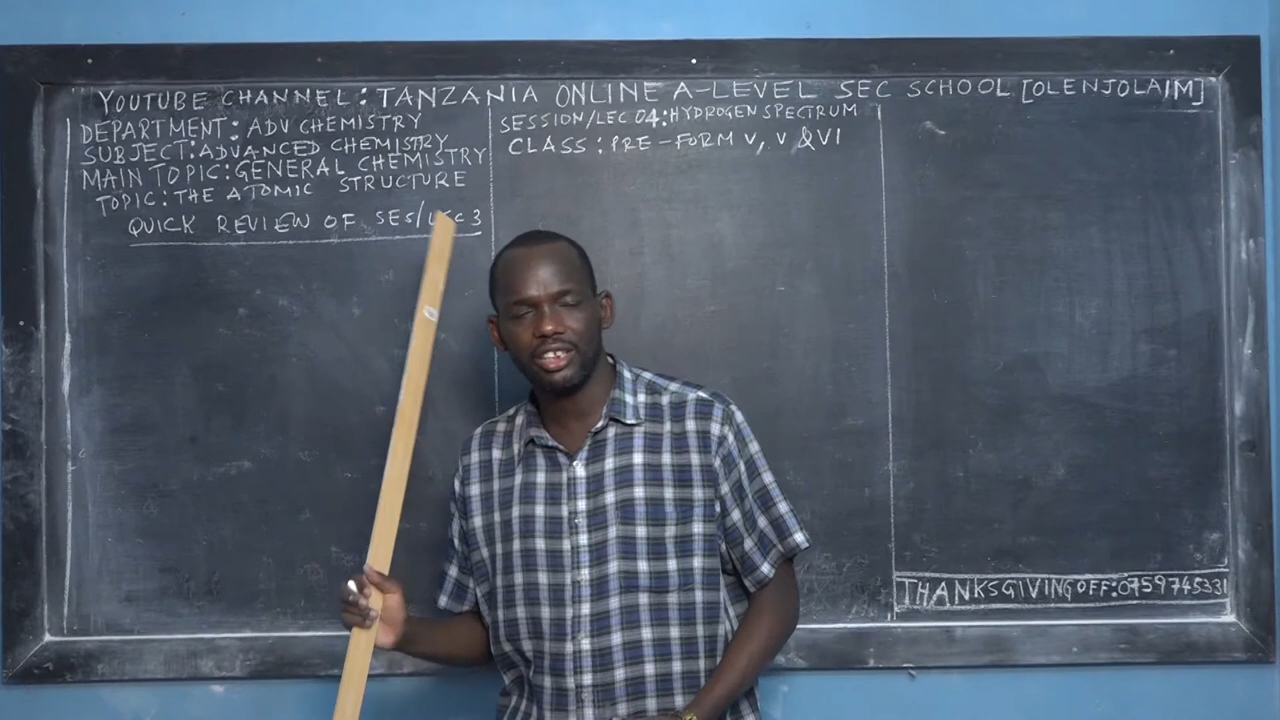 YOUTUBE CHANNEL: TANZANIA ONLINE A-LEVEL SEC SCHOOL [OLENJOLAIM]
DEPARTMENT: ADV CHEMISTRY
SUBJECT: ADVANCED CHEMISTRY
MAIN TOPIC: GENERAL CHEMISTRY
TOPIC: THE ATOMIC STRUCTURE
QUICK REVIEW OF SES/LEC 3
SESSION/LEC 04: HYDROGEN SPECTRUM
CLASS: PRE-FORM V, V & VI
THANKSGIVING OFF: 0759745331